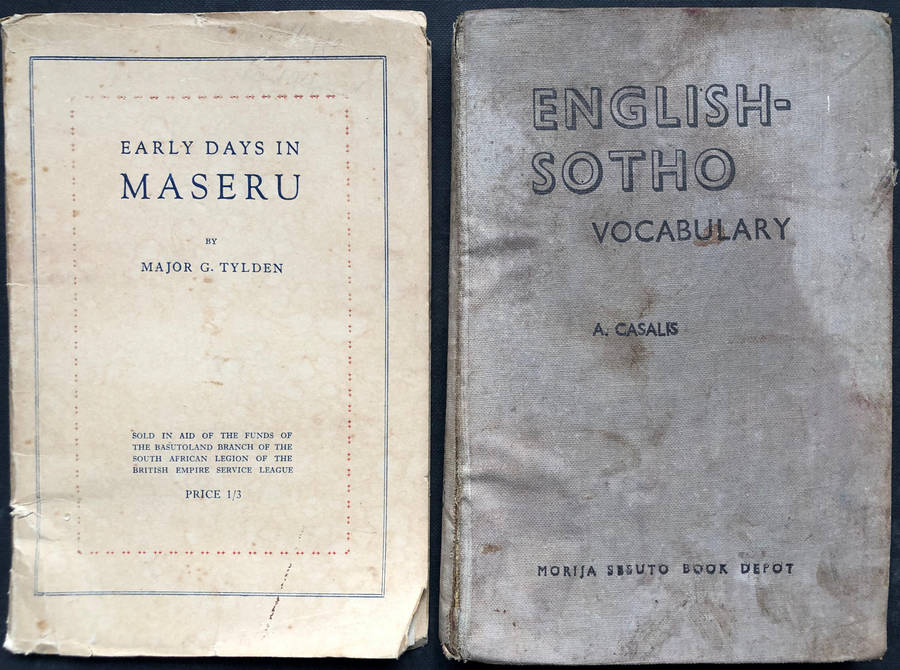 EARLY DAYS IN
MASERU
BY
MAJOR G. TYLDEN
SOLD IN AID OF THE FUNDS OF
THE BASUTOLAND BRANCH OF THE
SOUTH AFRICAN LEGION OF THE
BRITISH EMPIRE SERVICE LEAGUE
PRICE 1/3
ENGLISH-
SOTHO
VOCABULARY
A. CASALIS
MORIJA SESUTO BOOK DEPOT